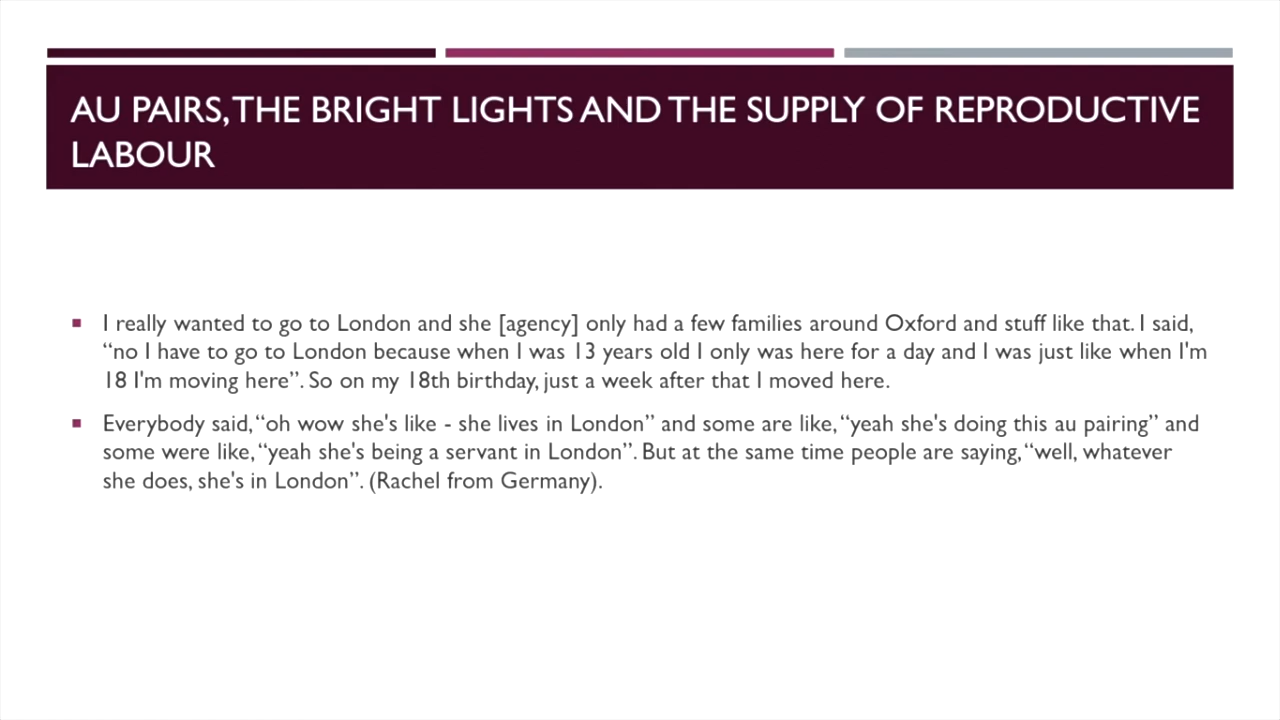 AU PAIRS, THE BRIGHT LIGHTS AND THE SUPPLY OF REPRODUCTIVE
LABOUR
▪ I really wanted to go to London and she [agency] only had a few families around Oxford and stuff like that. I said,
“no I have to go to London because when I was 13 years old I only was here for a day and I was just like when I'm
18 I'm moving here”. So on my 18th birthday, just a week after that I moved here.
▪ Everybody said, “oh wow she's like - she lives in London” and some are like, “yeah she's doing this au pairing” and
some were like, “yeah she's being a servant in London”. But at the same time people are saying, “well, whatever
she does, she's in London”. (Rachel from Germany).